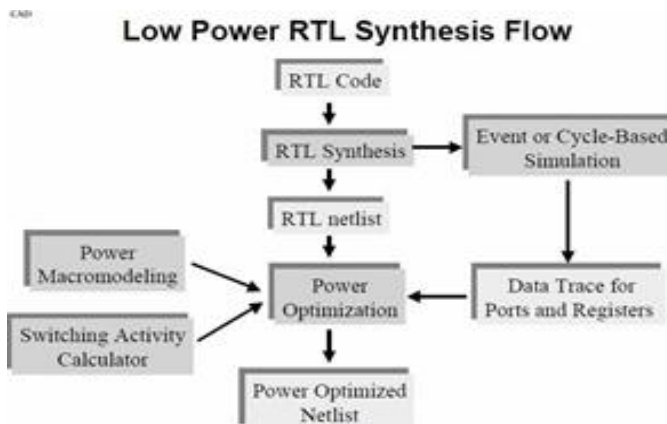 CAD
Low Power RTL Synthesis Flow
RTL Code
RTL Synthesis
Event or Cycle-Based
Simulation
RTL netlist
Power
Macromodeling
Power
Optimization
Data Trace for
Ports and Registers
Switching Activity
Calculator
Power Optimized
Netlist